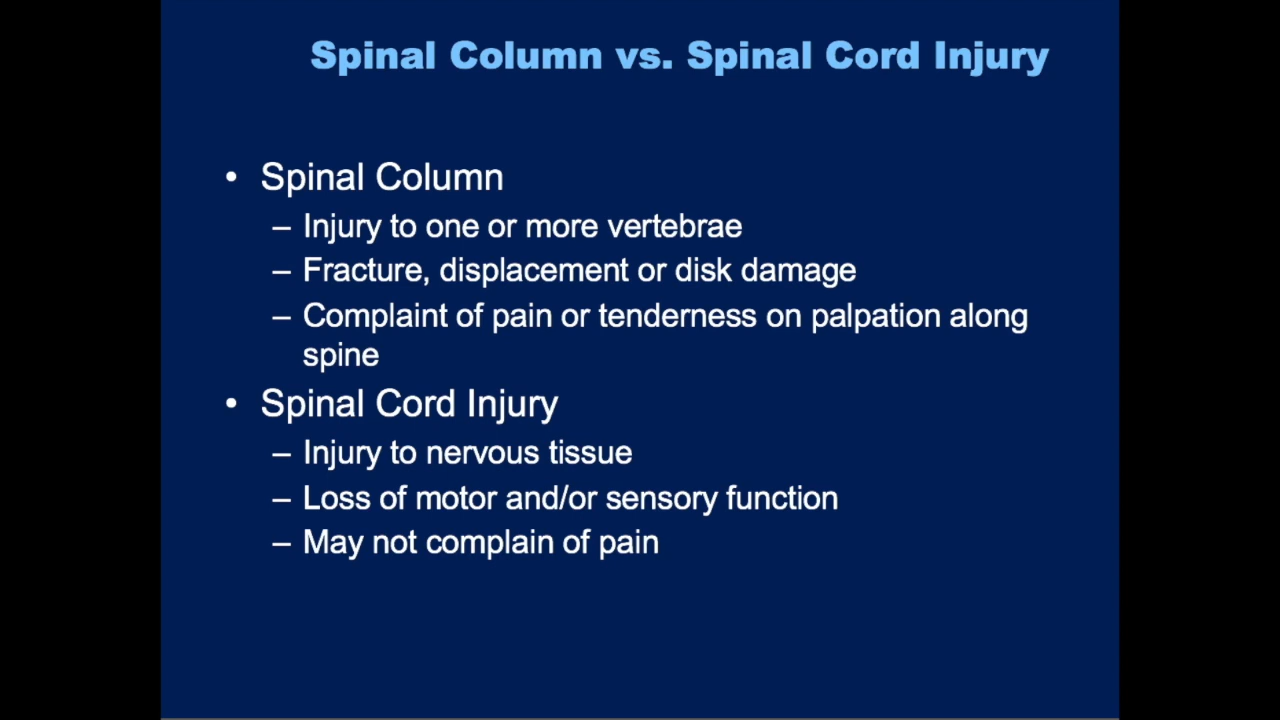 Spinal Column vs. Spinal Cord Injury
• Spinal Column
– Injury to one or more vertebrae
– Fracture, displacement or disk damage
– Complaint of pain or tenderness on palpation along
spine
• Spinal Cord Injury
– Injury to nervous tissue
– Loss of motor and/or sensory function
– May not complain of pain